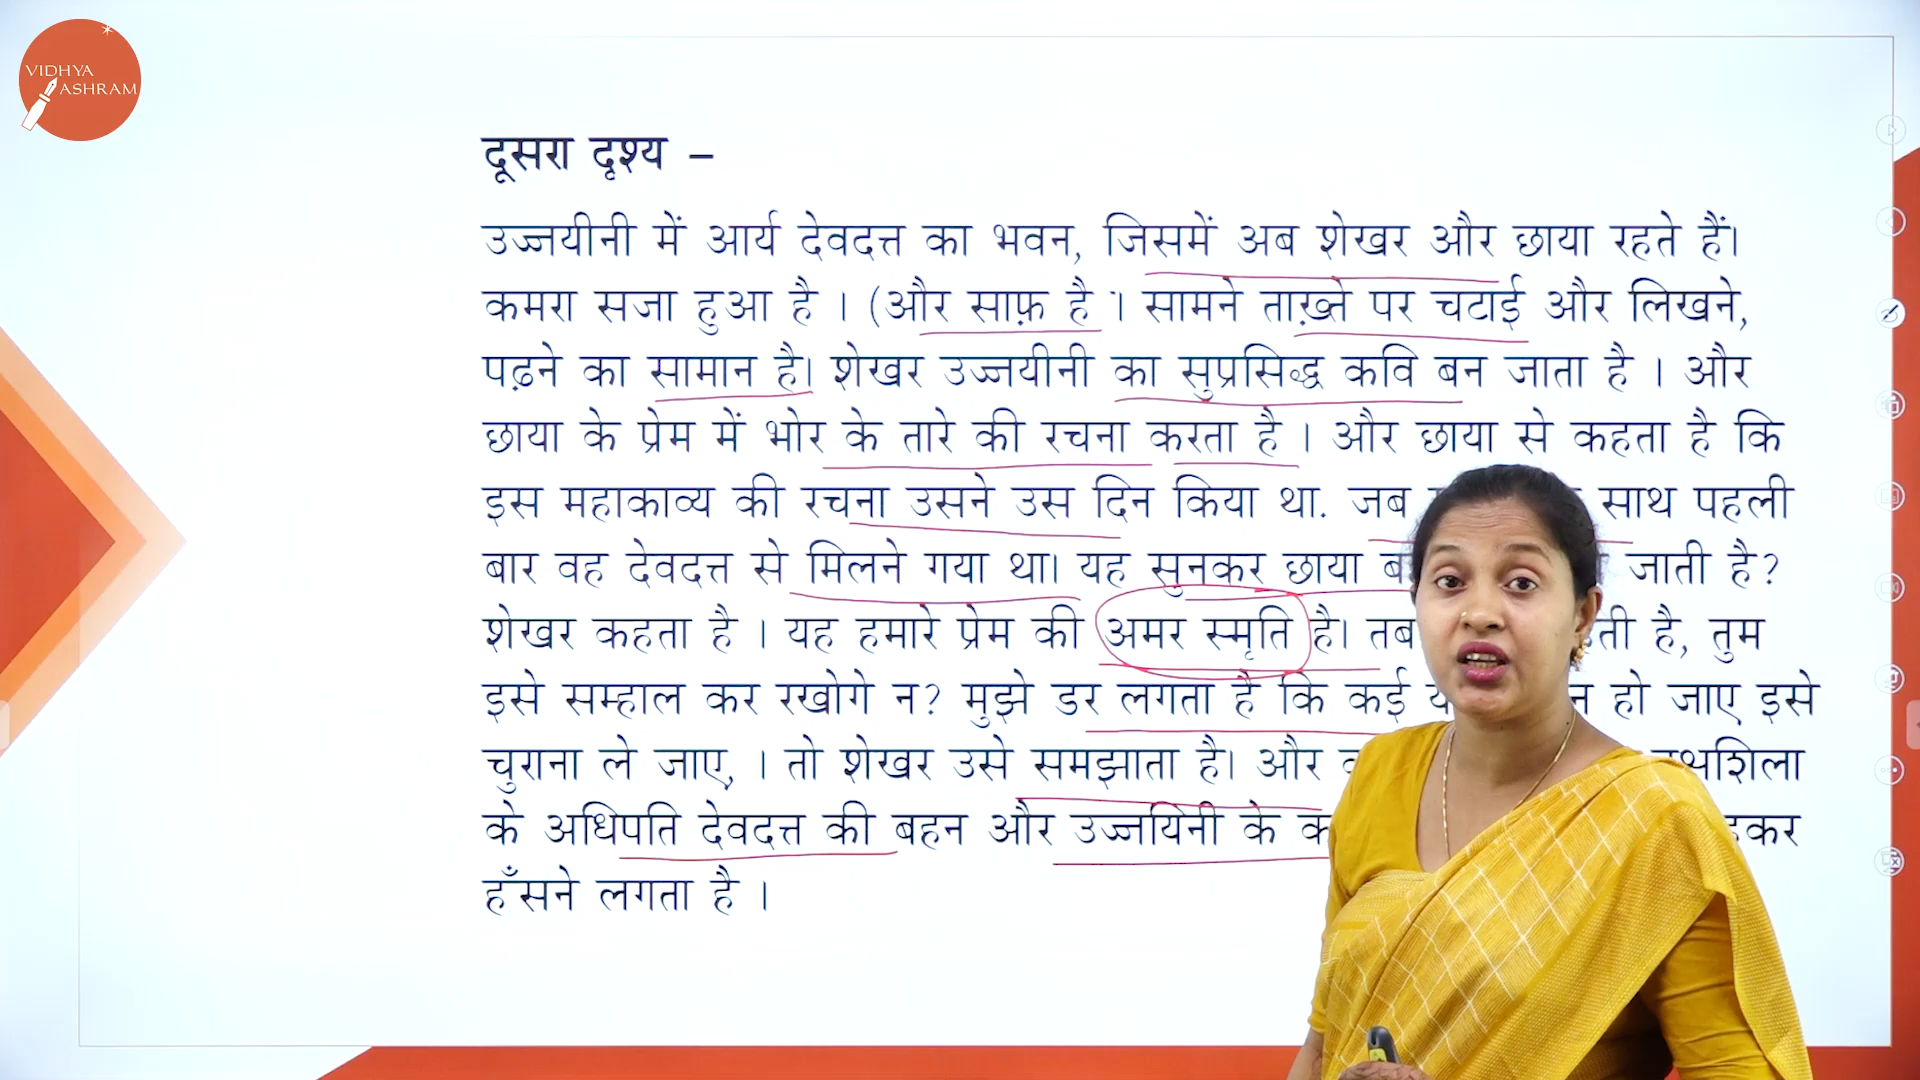 VIDHYA
ASHRAM
दूसरा दृश्य –
उज्जयीनी में आर्य देवदत्त का भवन, जिसमें अब शेखर और छाया रहते हैं।
कमरा सजा हुआ है । (और साफ़ है । सामने ताख़्ते पर चटाई और लिखने,
पढ़ने का सामान है। शेखर उज्जयीनी का सुप्रसिद्ध कवि बन जाता है । और
छाया के प्रेम में भोर के तारे की रचना करता है । और छाया से कहता है कि
इस महाकाव्य की रचना उसने उस दिन किया था. जब साथ पहली
बार वह देवदत्त से मिलने गया था। यह सुनकर छाया जाती है?
शेखर कहता है । यह हमारे प्रेम की अमर स्मृति है। तब है, तुम
इसे सम्हाल कर रखोगे न? मुझे डर लगता है कि कई न हो जाए इसे
चुराना ले जाए, । तो शेखर उसे समझाता है। और
के अधिपति देवदत्त की बहन और उज्जयिनी के
हँसने लगता है ।